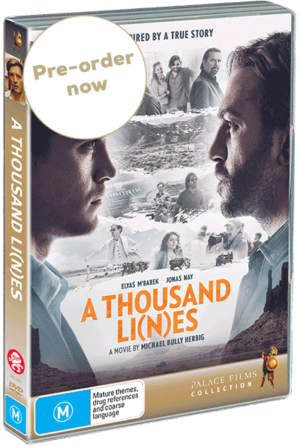 Pre-order
now
IRED BY A TRUE STORY
A THOUSAND LI(N)ES
ELYAS M'BAREK JONAS NAY
A THOUSAND
LI(N)ES
A MOVIE BY MICHAEL BULLY HERBIG
PALACE FILMS
COLLECTION
DVD
M
M
Mature themes,
drug references
and coarse
language